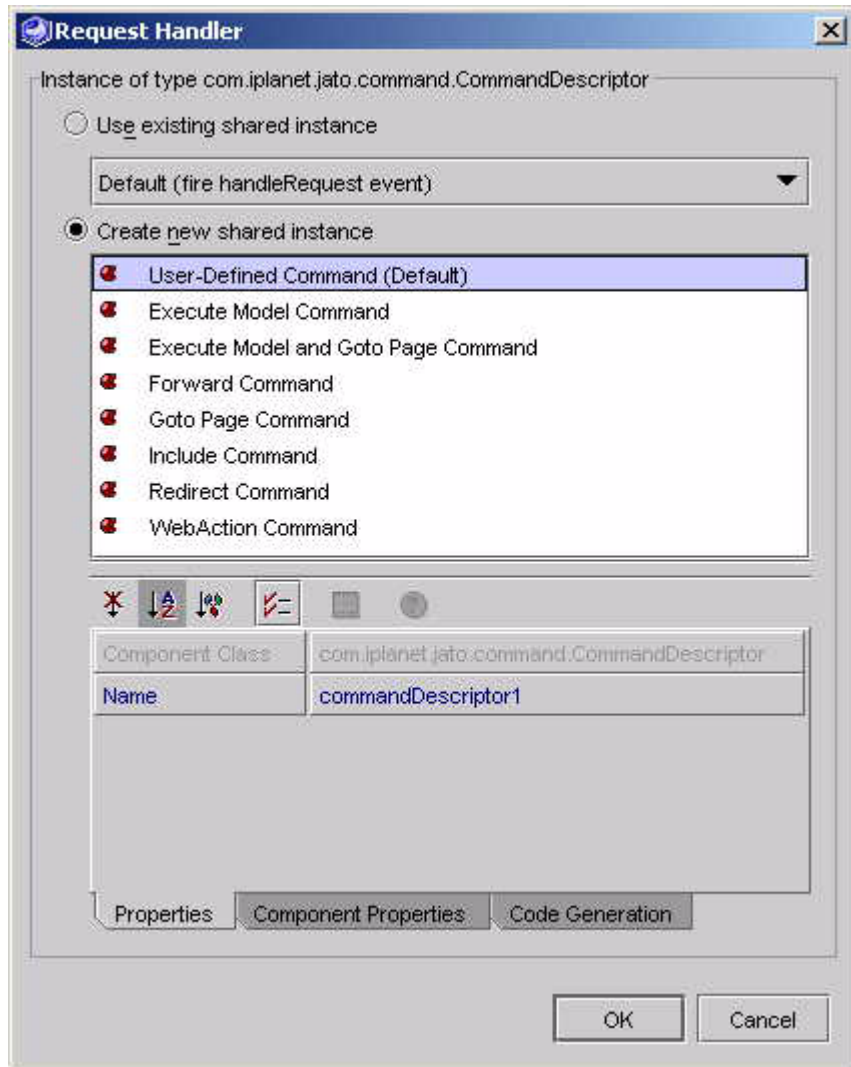 Request Handler
Instance of type com.iplanet.jato.command.CommandDescriptor
Use existing shared instance
Default (fire handleRequest event)
Create new shared instance
User-Defined Command (Default)
Execute Model Command
Execute Model and Goto Page Command
Forward Command
Goto Page Command
Include Command
Redirect Command
WebAction Command
Component Class com.iplanet.jato.command.CommandDescriptor
Name commandDescriptor1
Properties Component Properties Code Generation
OK Cancel